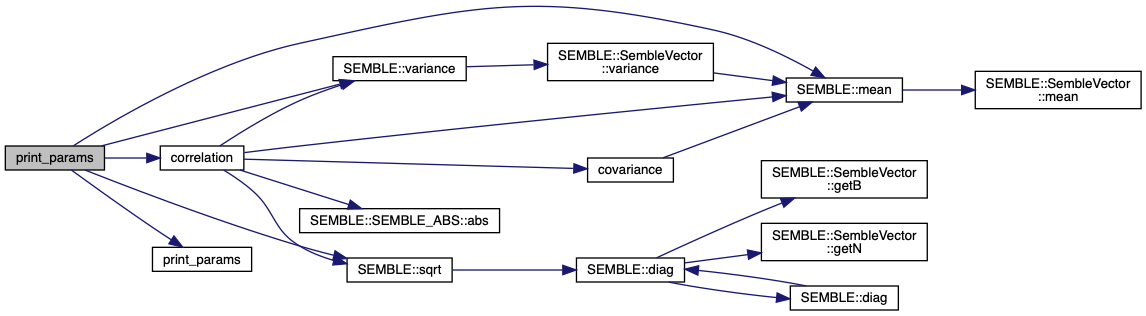 print_params
correlation
print_params
SEMBLE::variance
SEMBLE::SEMBLE_ABS::abs
SEMBLE::sqrt
SEMBLE::SembleVector
::variance
covariance
SEMBLE::diag
SEMBLE::mean
SEMBLE::SembleVector
::getB
SEMBLE::SembleVector
::getN
SEMBLE::diag
SEMBLE::SembleVector
::mean